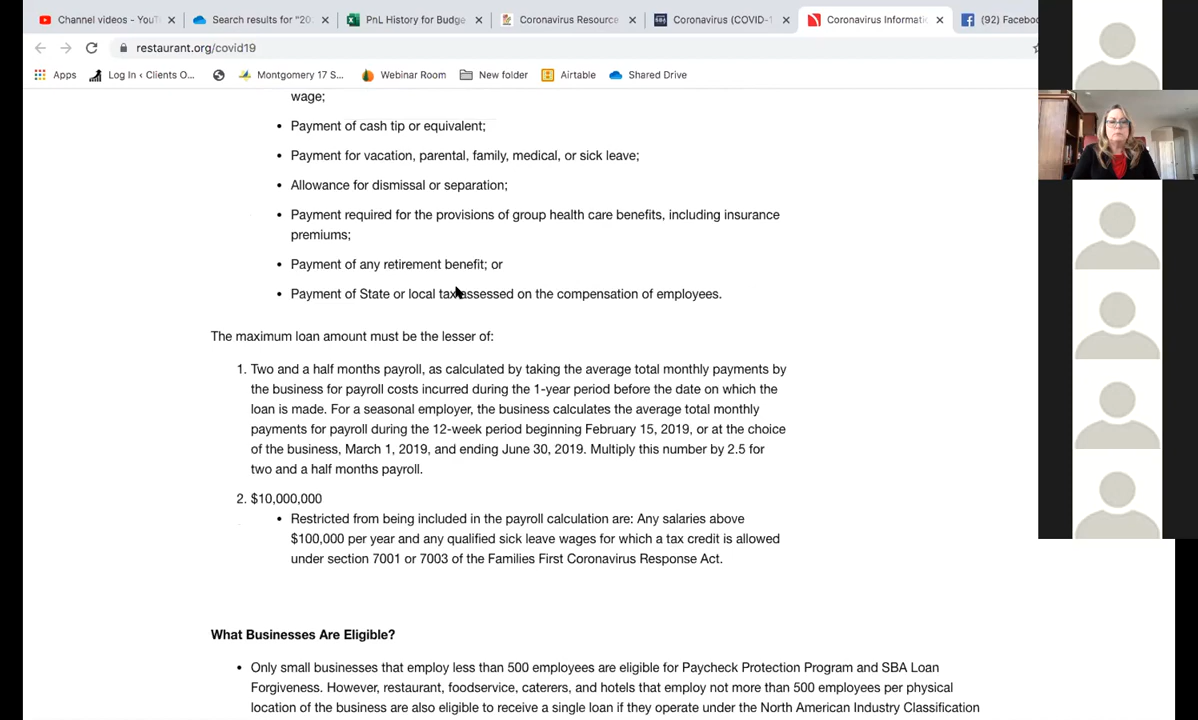 Channel videos - YouT
Search results for "20
PnL History for Budge
Coronavirus Resource
Coronavirus (COVID-1
Coronavirus Informati
(92) Faceboo
restaurant.org/covid19
Apps
Log In ‹ Clients O...
Montgomery 17 S...
Webinar Room
New folder
Airtable
Shared Drive
wage;
• Payment of cash tip or equivalent;
• Payment for vacation, parental, family, medical, or sick leave;
• Allowance for dismissal or separation;
• Payment required for the provisions of group health care benefits, including insurance
premiums;
• Payment of any retirement benefit; or
• Payment of State or local tax assessed on the compensation of employees.
The maximum loan amount must be the lesser of:
1. Two and a half months payroll, as calculated by taking the average total monthly payments by
the business for payroll costs incurred during the 1-year period before the date on which the
loan is made. For a seasonal employer, the business calculates the average total monthly
payments for payroll during the 12-week period beginning February 15, 2019, or at the choice
of the business, March 1, 2019, and ending June 30, 2019. Multiply this number by 2.5 for
two and a half months payroll.
2. $10,000,000
• Restricted from being included in the payroll calculation are: Any salaries above
$100,000 per year and any qualified sick leave wages for which a tax credit is allowed
under section 7001 or 7003 of the Families First Coronavirus Response Act.
What Businesses Are Eligible?
• Only small businesses that employ less than 500 employees are eligible for Paycheck Protection Program and SBA Loan
Forgiveness. However, restaurant, foodservice, caterers, and hotels that employ not more than 500 employees per physical
location of the business are also eligible to receive a single loan if they operate under the North American Industry Classification